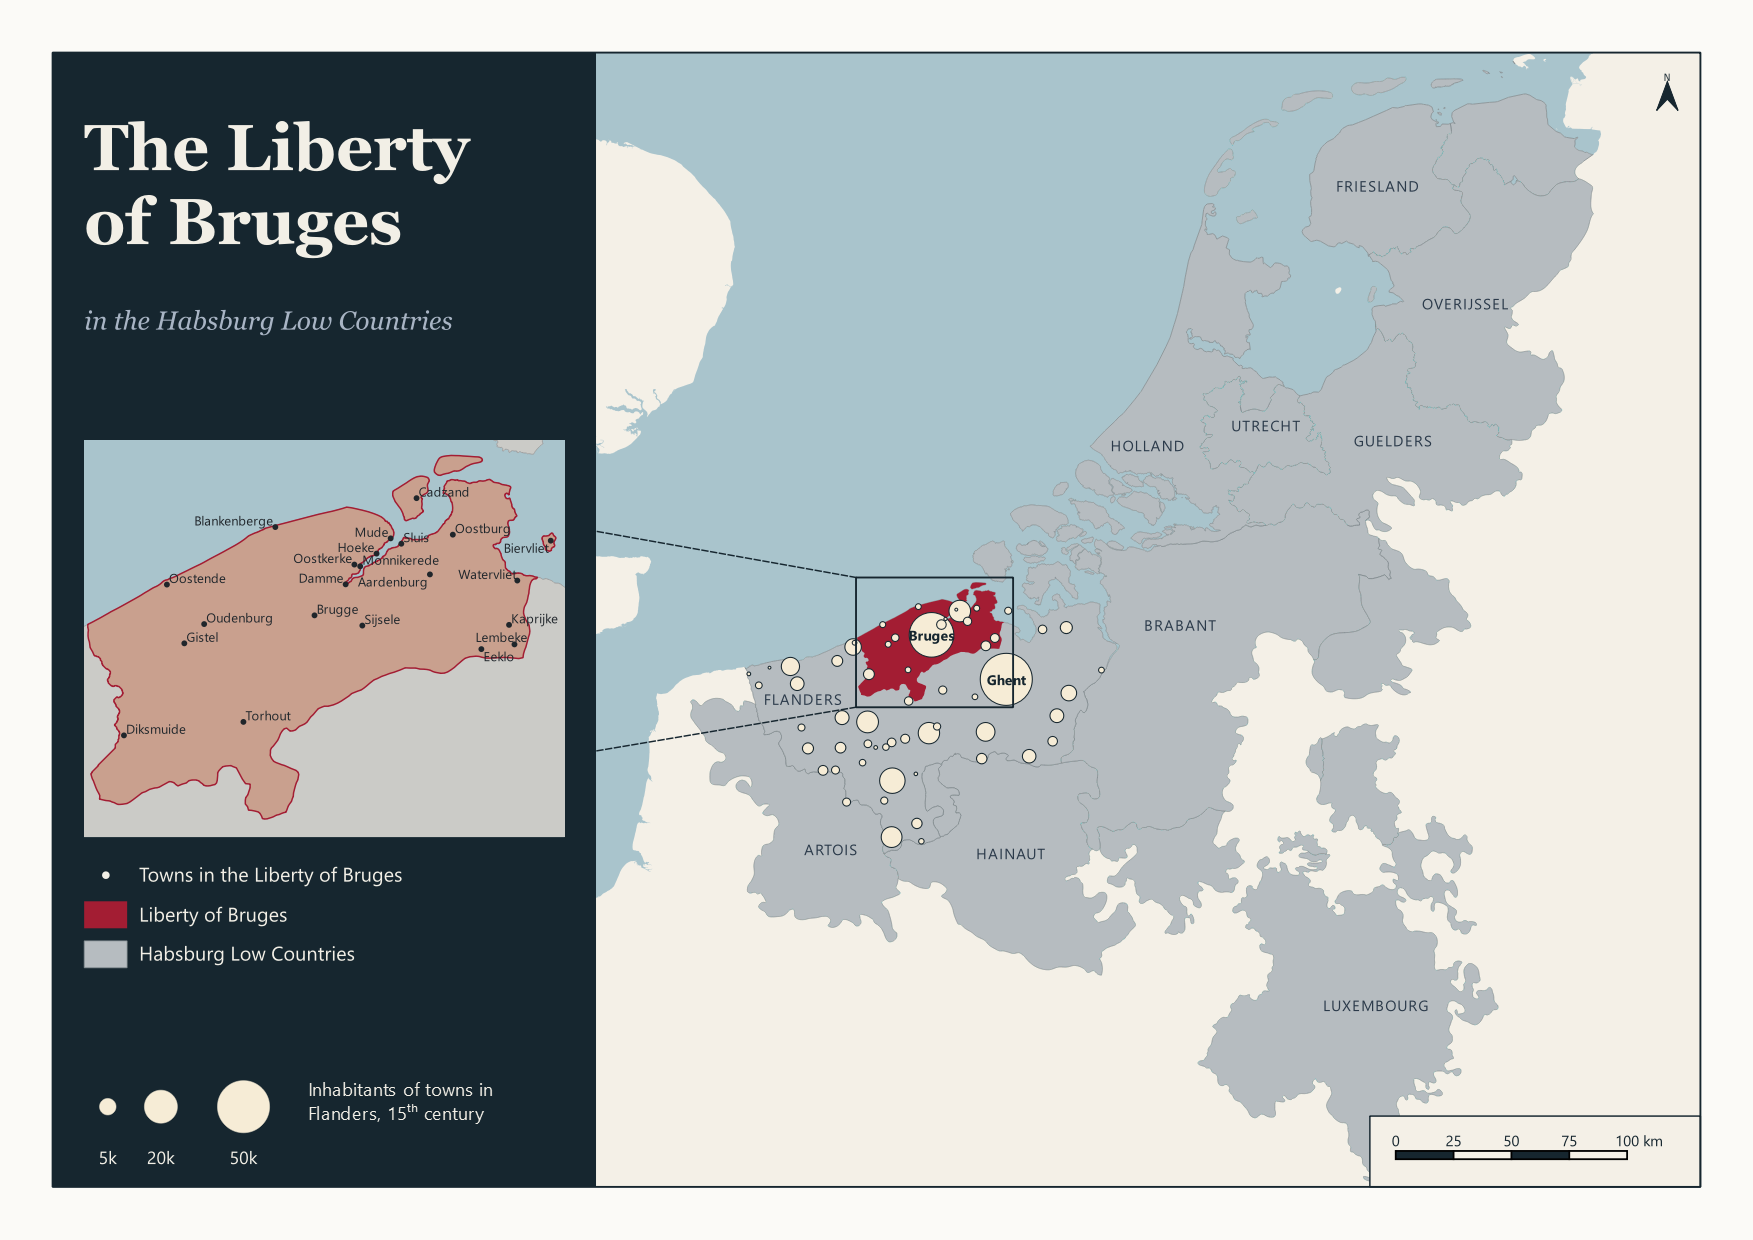 The Liberty
of Bruges
in the Habsburg Low Countries
Cadzand
Blankenberge
Oostburg
Mude
Sluis
Hoeke
Biervliet
Oostkerke
Monnikerede
Oostende
Damme
Aardenburg
Watervliet
Brugge
Oudenburg
Sijsele
Kaprijke
Gistel
Lembeke
Eeklo
Torhout
Diksmuide
Towns in the Liberty of Bruges
Liberty of Bruges
Habsburg Low Countries
Inhabitants of towns in
Flanders, 15th century
5k 20k 50k
N
FRIESLAND
OVERIJSSEL
UTRECHT
HOLLAND
GUELDERS
BRABANT
Bruges
Ghent
FLANDERS
ARTOIS
HAINAUT
LUXEMBOURG
0 25 50 75 100 km